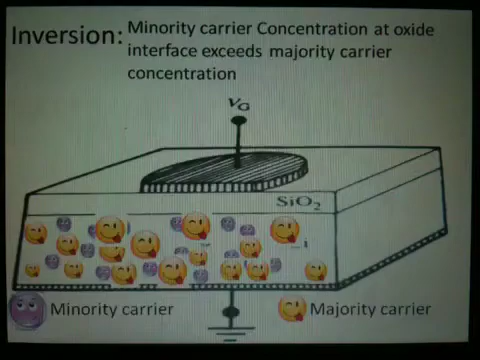 Inversion: Minority carrier Concentration at oxide
interface exceeds majority carrier
concentration
VG
SiO2
Minority carrier
Majority carrier